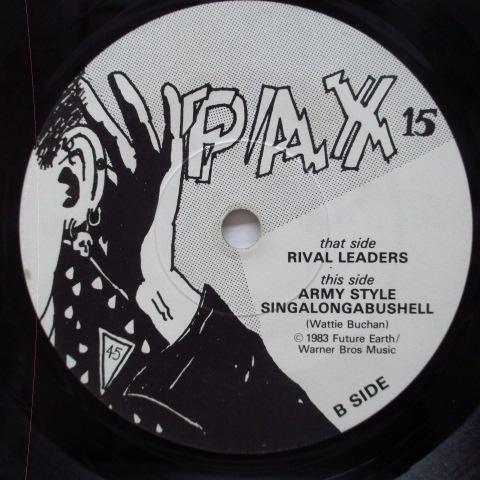 PAX 15
that side
RIVAL LEADERS
this side
ARMY STYLE
SINGALONGABUSHELL
(Wattie Buchan)
© 1983 Future Earth/
Warner Bros Music
B SIDE
45